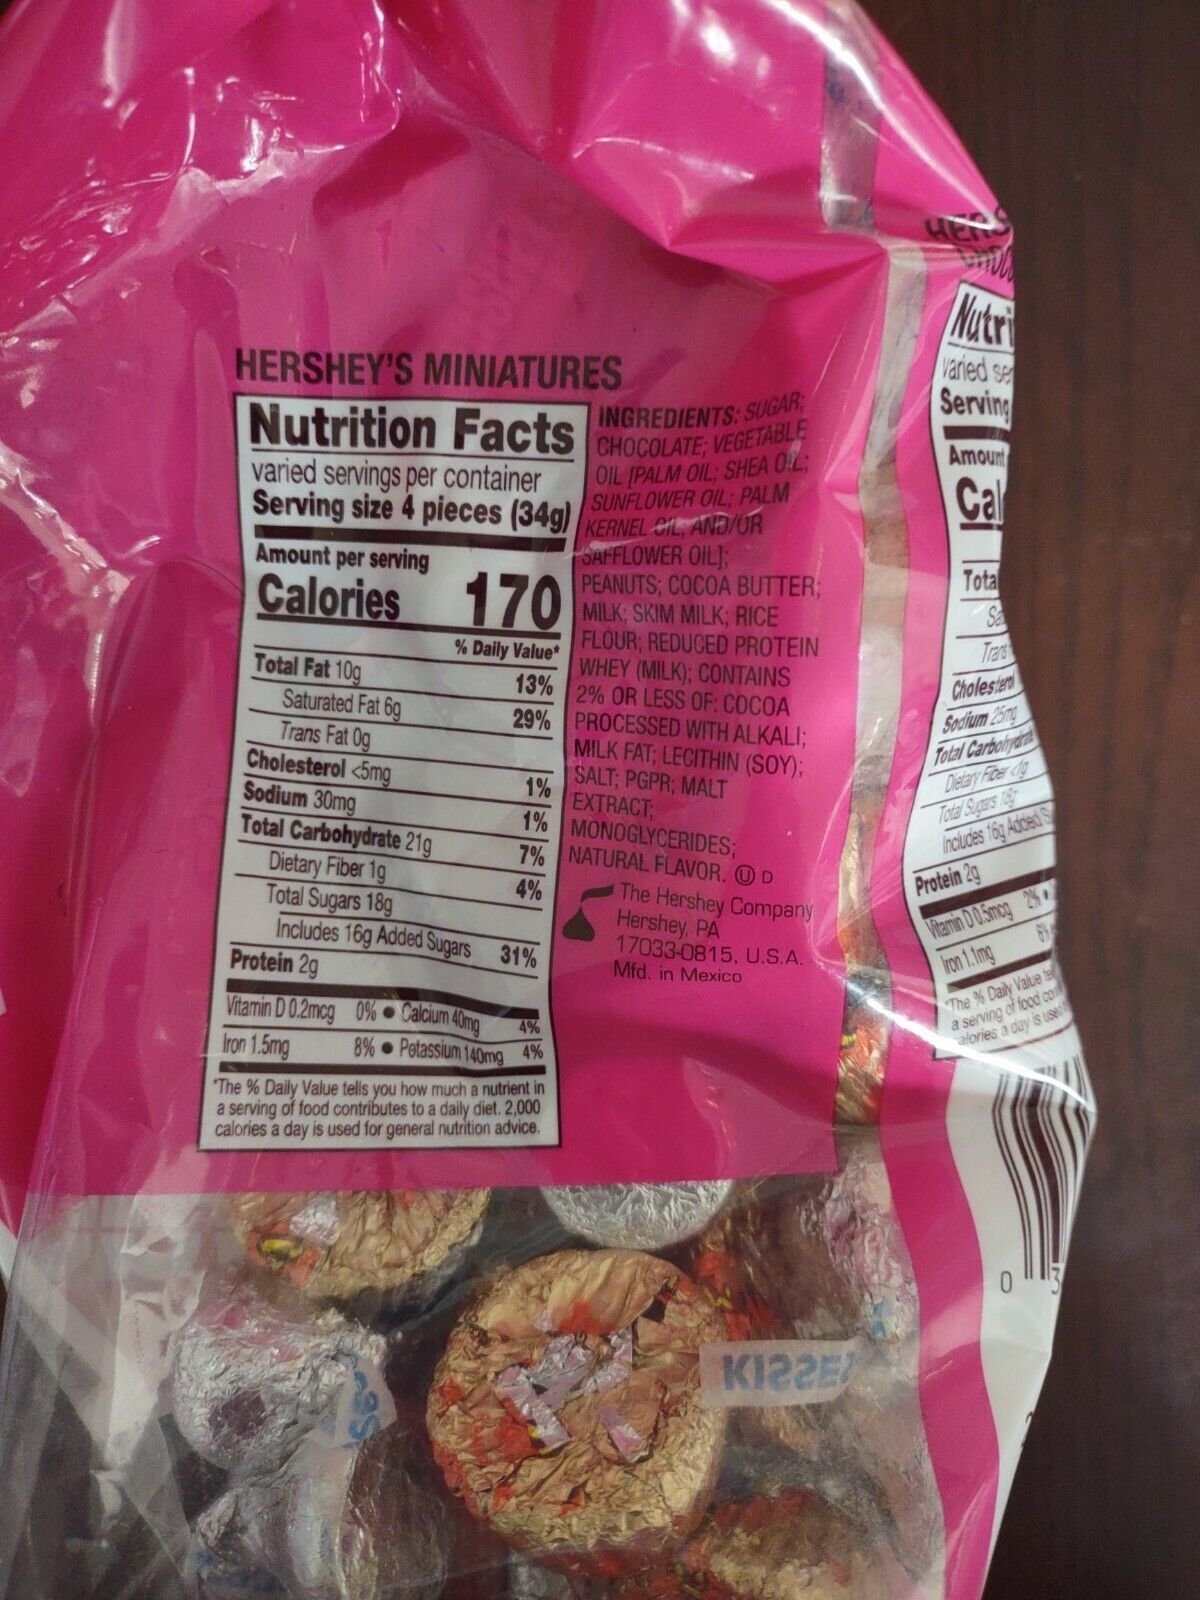 HERSHEY'S MINIATURES
Nutrition Facts
varied servings per container
Serving size 4 pieces (34g)
Amount per serving
Calories 170
% Daily Value*
Total Fat 10g 13%
Saturated Fat 6g 29%
Trans Fat 0g
Cholesterol <5mg 1%
Sodium 30mg 1%
Total Carbohydrate 21g 7%
Dietary Fiber 1g 4%
Total Sugars 18g
Includes 16g Added Sugars 31%
Protein 2g
Vitamin D 0.2mcg 0% • Calcium 40mg 4%
Iron 1.5mg 8% • Potassium 140mg 4%
*The % Daily Value tells you how much a nutrient in
a serving of food contributes to a daily diet. 2,000
calories a day is used for general nutrition advice.
INGREDIENTS: SUGAR;
CHOCOLATE; VEGETABLE
OIL [PALM OIL; SHEA OIL;
SUNFLOWER OIL; PALM
KERNEL OIL; AND/OR
SAFFLOWER OIL];
PEANUTS; COCOA BUTTER;
MILK; SKIM MILK; RICE
FLOUR; REDUCED PROTEIN
WHEY (MILK); CONTAINS
2% OR LESS OF: COCOA
PROCESSED WITH ALKALI;
MILK FAT; LECITHIN (SOY);
SALT; PGPR; MALT
EXTRACT;
MONOGLYCERIDES;
NATURAL FLAVOR. Ⓤ D
The Hershey Company
Hershey, PA
17033-0815, U.S.A.
Mfd. in Mexico
HERS
Nutri
varied ser
Serving
Amount
Cal
Tota
Sa
Trans
Cholesterol
Sodium 25mg
Total Carbohydrate
Dietary Fiber <1g
Total Sugars 18g
Includes 16g Added S
Protein 2g
Vitamin D 0.5mcg 2% •
Iron 1.1mg 6%
*The % Daily Value te
a serving of food co
calories a day is used
0 3
KISSES